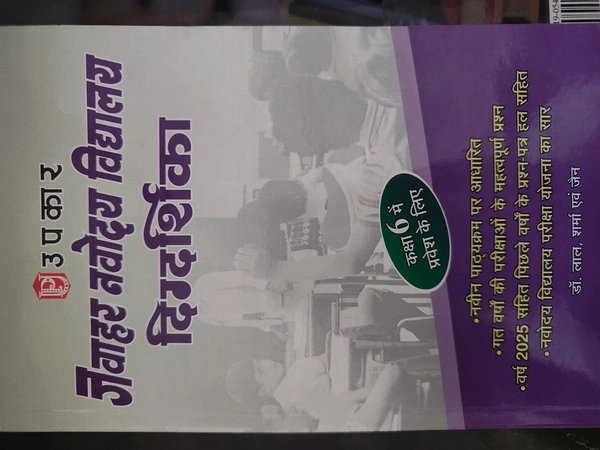 उपकार
जवाहर नवोदय विद्यालय
दिग्दर्शिका
कक्षा 6 में
प्रवेश के लिए
• नवीन पाठ्यक्रम पर आधारित
• गत वर्षों की परीक्षाओं के महत्वपूर्ण प्रश्न
• वर्ष 2025 सहित पिछले वर्षों के प्रश्न-पत्र हल सहित
• नवोदय विद्यालय परीक्षा योजना का सार
डॉ. लाल, शर्मा एवं जैन